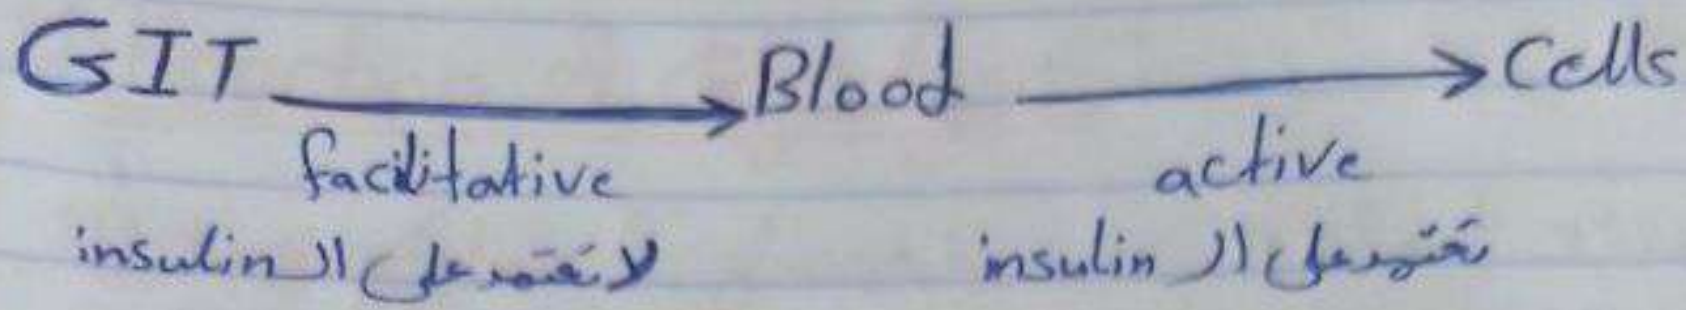 GIT → Blood → Cells
facilitative active
لا تعتمد على ال insulin تعتمد على ال insulin